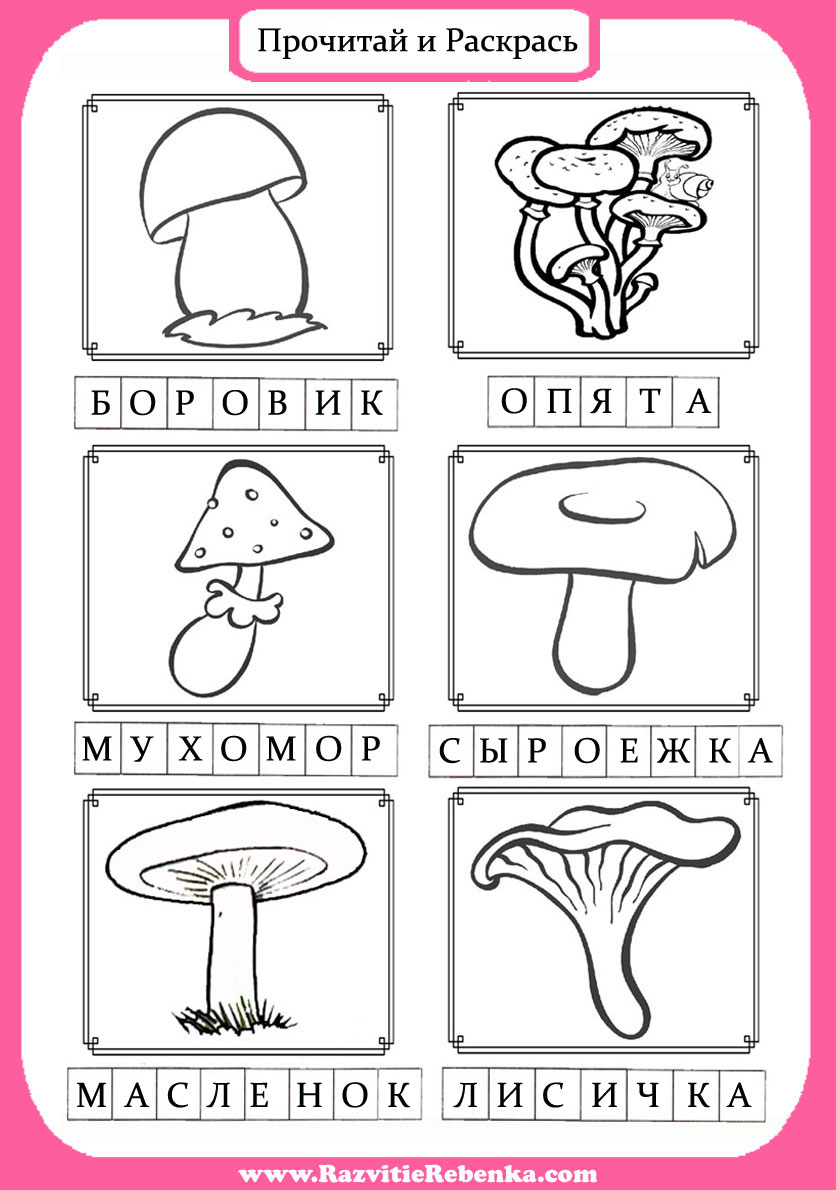 Прочитай и Раскрась
БОРОВИК
ОПЯТА
МУХОМОР
СЫРОЕЖКА
МАСЛЕНОК
ЛИСИЧКА
www.RazvitieRebenka.com